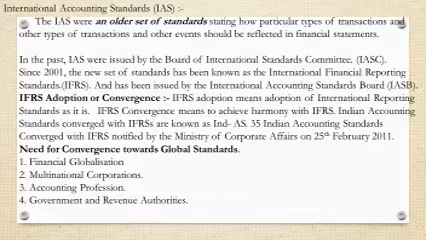 International Accounting Standards (IAS) :-
The IAS were an older set of standards stating how particular types of transactions and
other types of transactions and other events should be reflected in financial statements.
In the past, IAS were issued by the Board of International Standards Committee. (IASC).
Since 2001, the new set of standards has been known as the International Financial Reporting
Standards.(IFRS). And has been issued by the International Accounting Standards Board (IASB).
IFRS Adoption or Convergence :- IFRS adoption means adoption of International Reporting
Standards as it is. IFRS Convergence means to achieve harmony with IFRS. Indian Accounting
Standards converged with IFRSs are known as Ind- AS. 35 Indian Accounting Standards
Converged with IFRS notified by the Ministry of Corporate Affairs on 25th February 2011.
Need for Convergence towards Global Standards.
1. Financial Globalisation
2. Multinational Corporations.
3. Accounting Profession.
4. Government and Revenue Authorities.